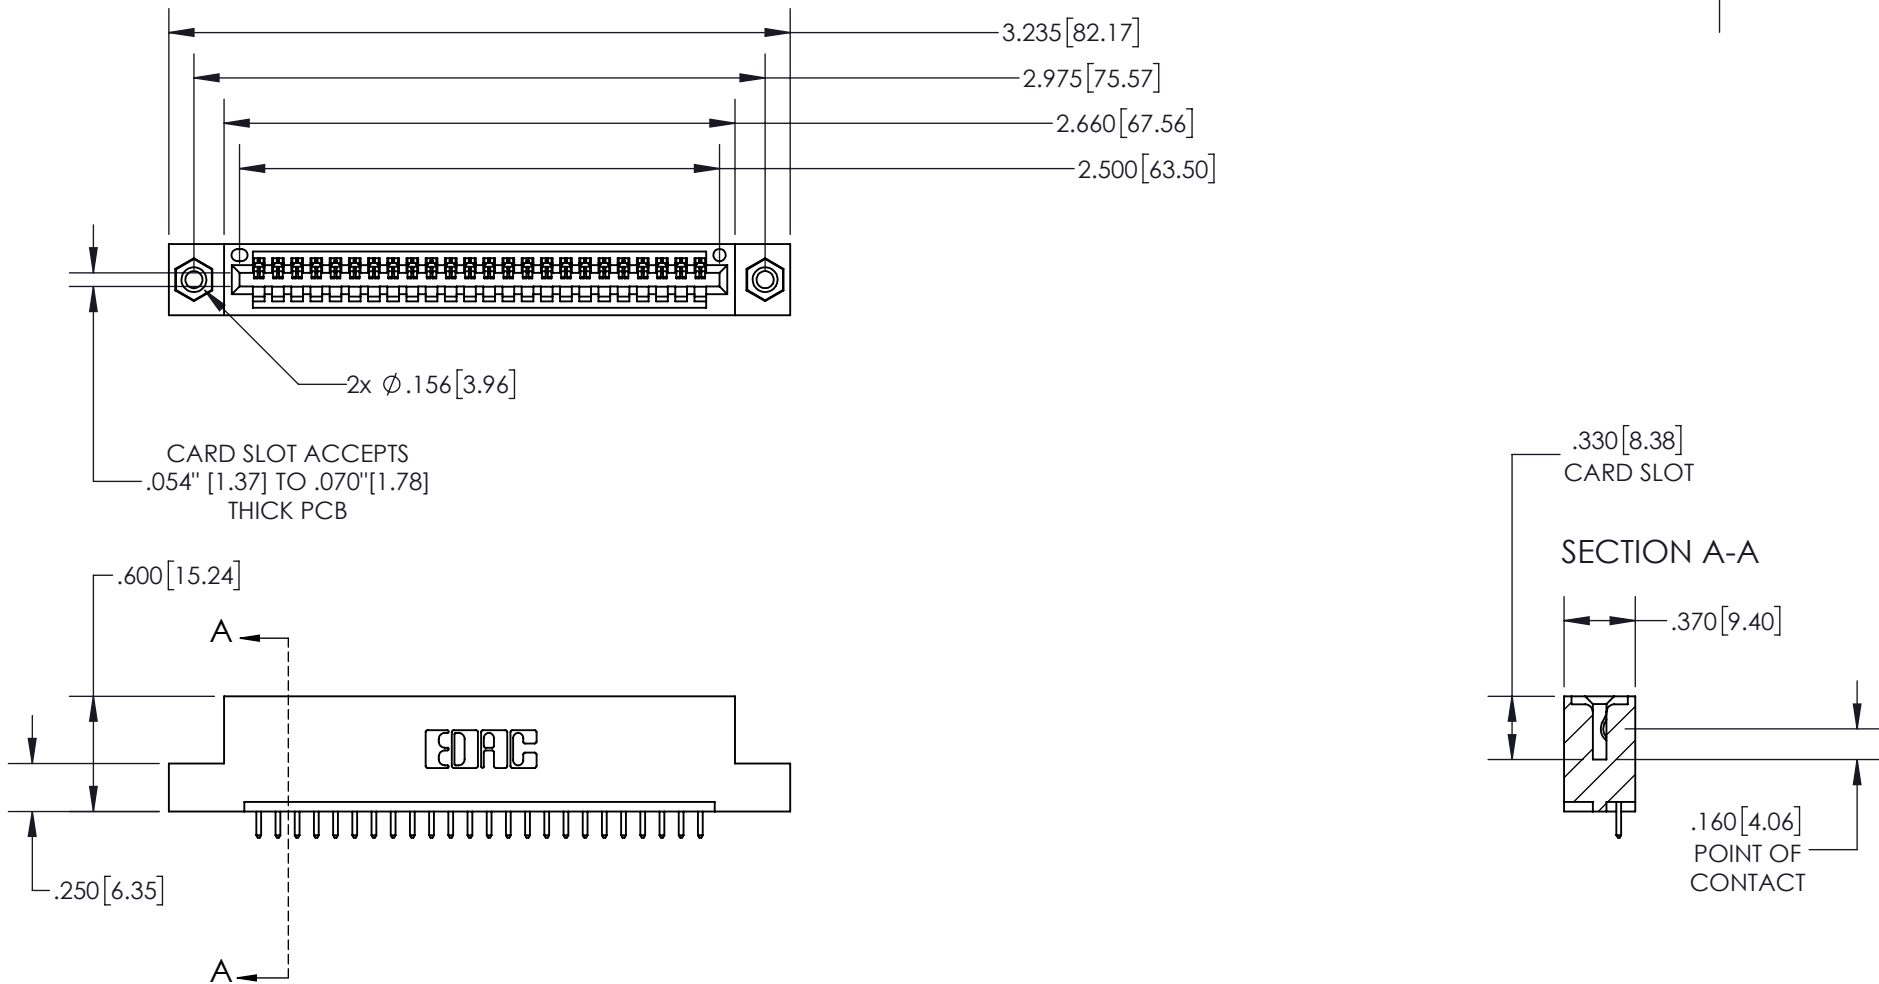 3.235[82.17]
2.975[75.57]
2.660[67.56]
2.500[63.50]
2x Ø.156[3.96]
CARD SLOT ACCEPTS
.054" [1.37] TO .070"[1.78]
THICK PCB
.330[8.38]
CARD SLOT
SECTION A-A
.600[15.24]
.370[9.40]
A
EDAC
.160[4.06]
POINT OF
CONTACT
.250[6.35]
A